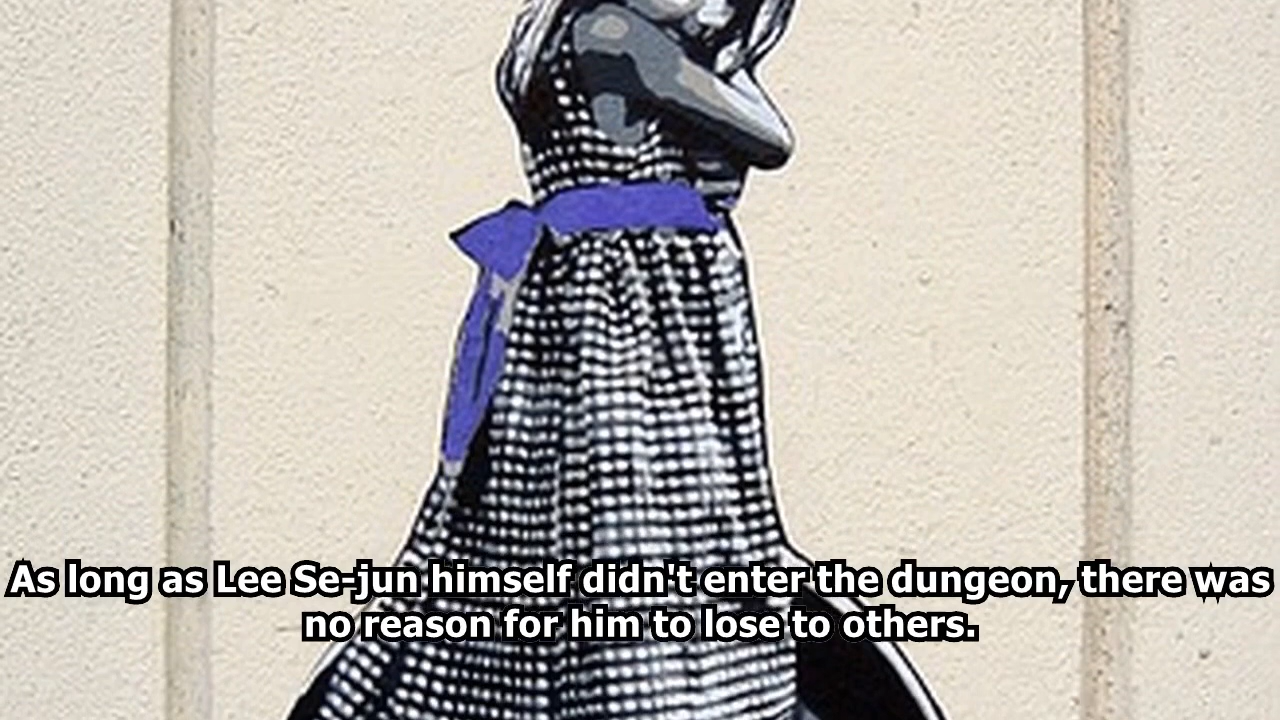 As long as Lee Se-jun himself didn't enter the dungeon, there was
no reason for him to lose to others.